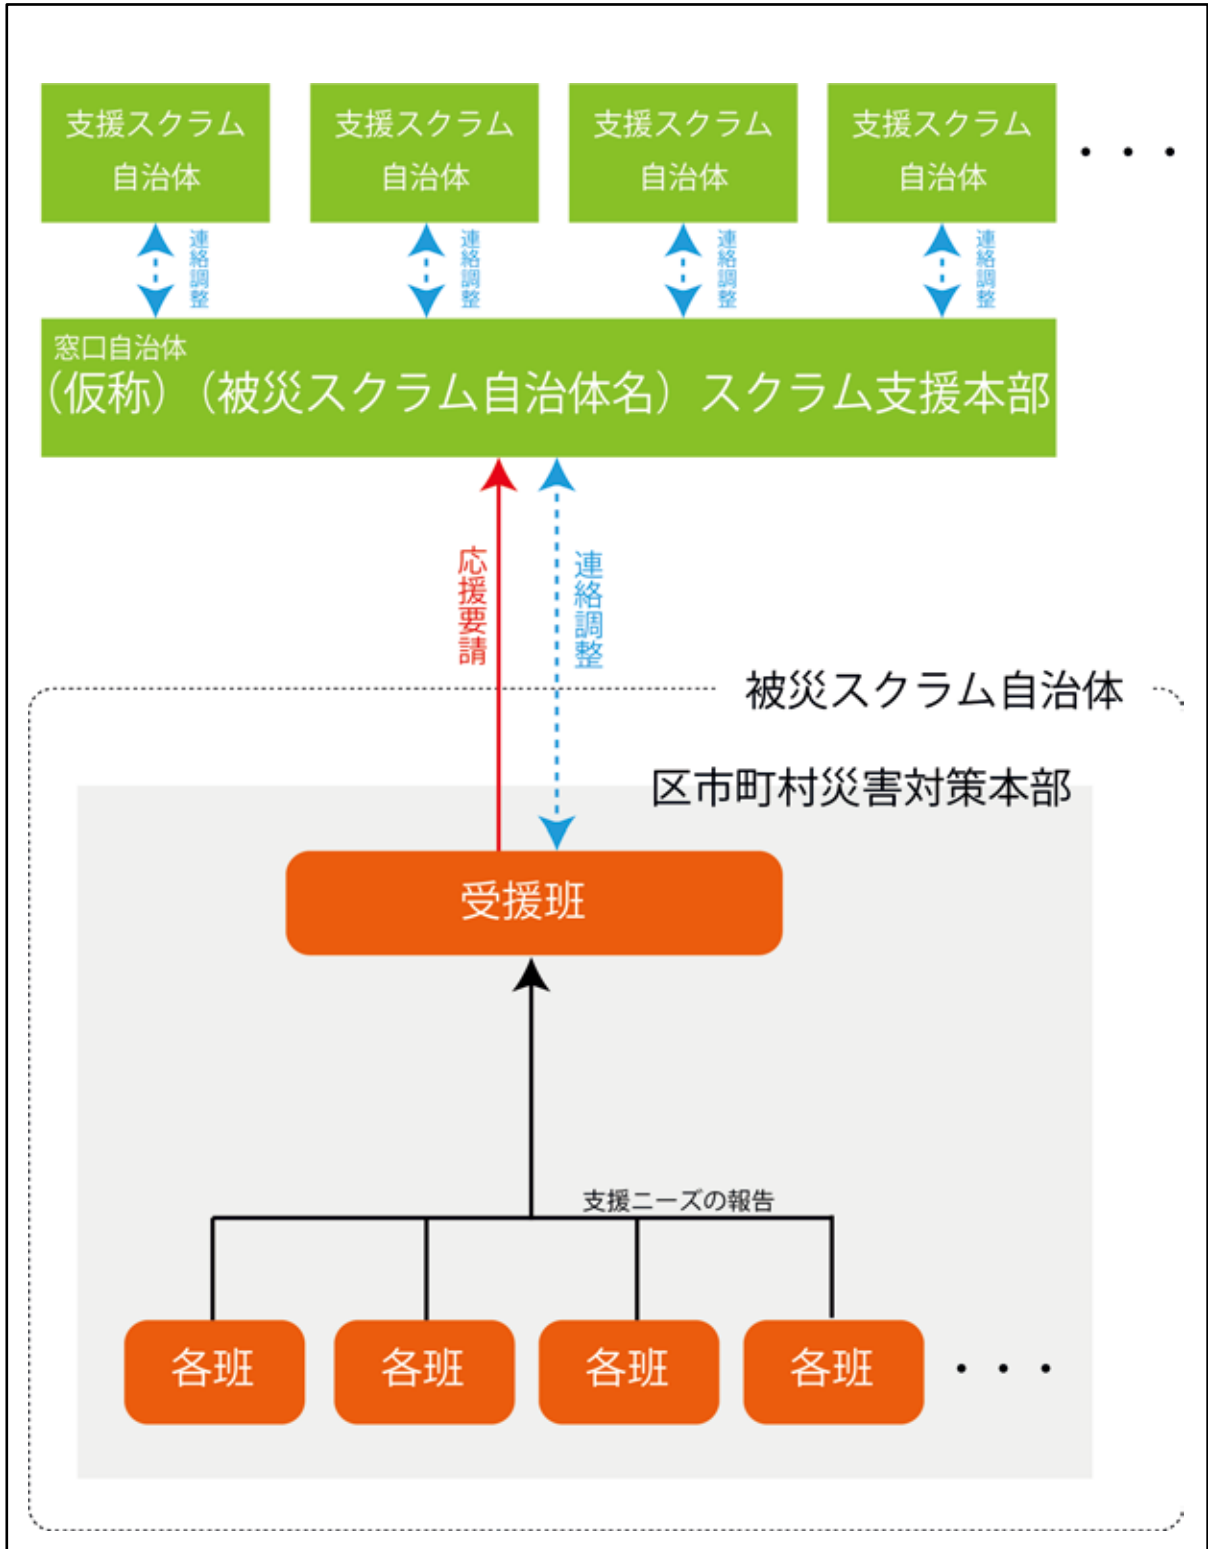 支援スクラム
自治体
支援スクラム
自治体
支援スクラム
自治体
支援スクラム
自治体
・・・
連絡調整
連絡調整
連絡調整
連絡調整
窓口自治体
（仮称）（被災スクラム自治体名）スクラム支援本部
応援要請
連絡調整
被災スクラム自治体
区市町村災害対策本部
受援班
支援ニーズの報告
各班
各班
各班
各班
・・・